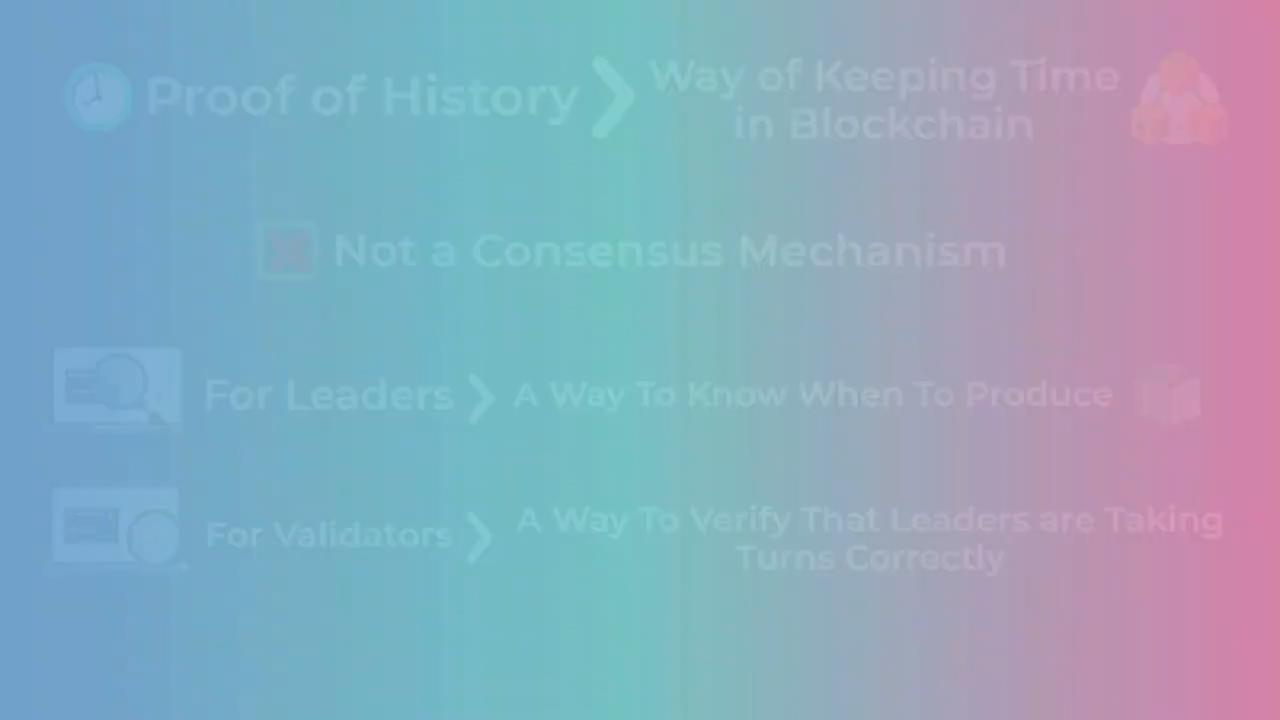 Proof of History
Way of Keeping Time
in Blockchain
Not a Consensus Mechanism
For Leaders
A Way To Know When To Produce
For Validators
A Way To Verify That Leaders are Taking
Turns Correctly